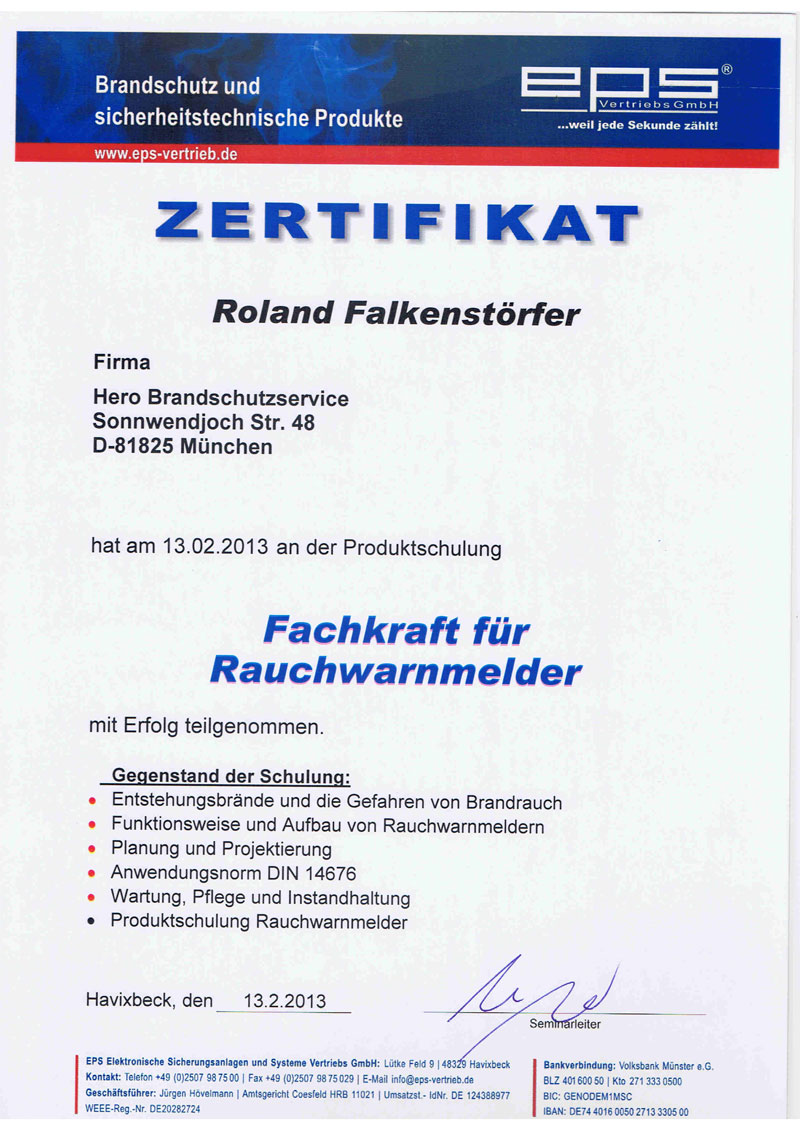 Brandschutz und
sicherheitstechnische Produkte
eps®
Vertriebs GmbH
...weil jede Sekunde zählt!
www.eps-vertrieb.de
ZERTIFIKAT
Roland Falkenstörfer
Firma
Hero Brandschutzservice
Sonnwendjoch Str. 48
D-81825 München
hat am 13.02.2013 an der Produktschulung
Fachkraft für
Rauchwarnmelder
mit Erfolg teilgenommen.
Gegenstand der Schulung:
• Entstehungsbrände und die Gefahren von Brandrauch
• Funktionsweise und Aufbau von Rauchwarnmeldern
• Planung und Projektierung
• Anwendungsnorm DIN 14676
• Wartung, Pflege und Instandhaltung
• Produktschulung Rauchwarnmelder
Havixbeck, den 13.2.2013
Seminarleiter
EPS Elektronische Sicherungsanlagen und Systeme Vertriebs GmbH: Lütke Feld 9 | 48329 Havixbeck
Kontakt: Telefon +49 (0)2507 98 75 00 | Fax +49 (0)2507 98 75 029 | E-Mail info@eps-vertrieb.de
Geschäftsführer: Jürgen Hövelmann | Amtsgericht Coesfeld HRB 11021 | Umsatzst.- IdNr. DE 124388977
WEEE-Reg.-Nr. DE20282724
Bankverbindung: Volksbank Münster e.G.
BLZ 401 600 50 | Kto 271 333 0500
BIC: GENODEM1MSC
IBAN: DE74 4016 0050 2713 3305 00